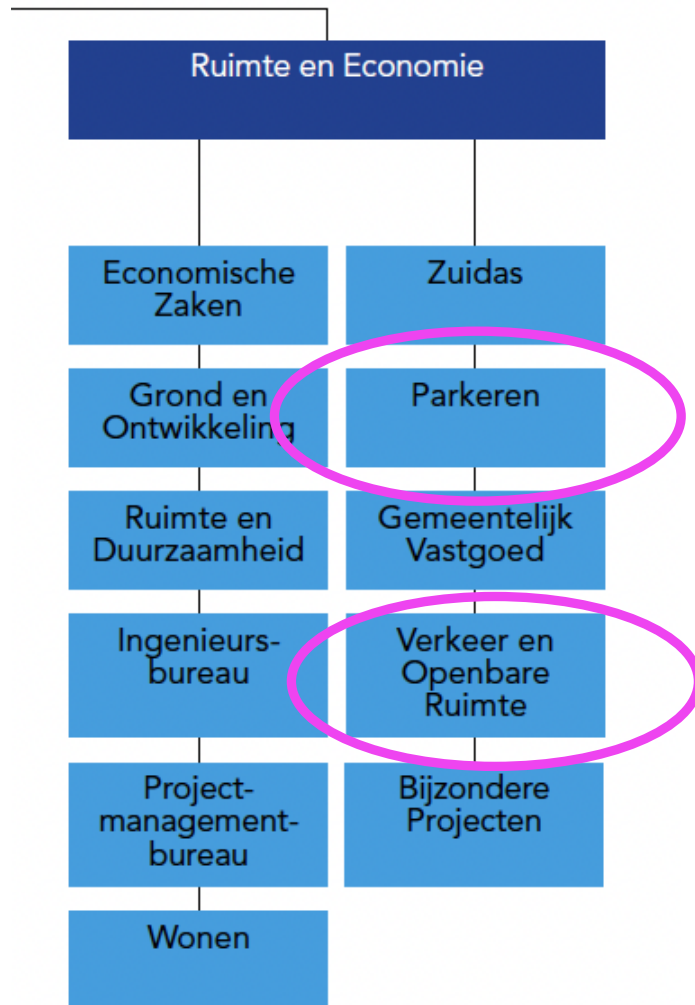 Ruimte en Economie
Economische
Zaken
Grond en
Ontwikkeling
Ruimte en
Duurzaamheid
Ingenieurs-
bureau
Project-
management-
bureau
Wonen
Zuidas
Parkeren
Gemeentelijk
Vastgoed
Verkeer en
Openbare
Ruimte
Bijzondere
Projecten